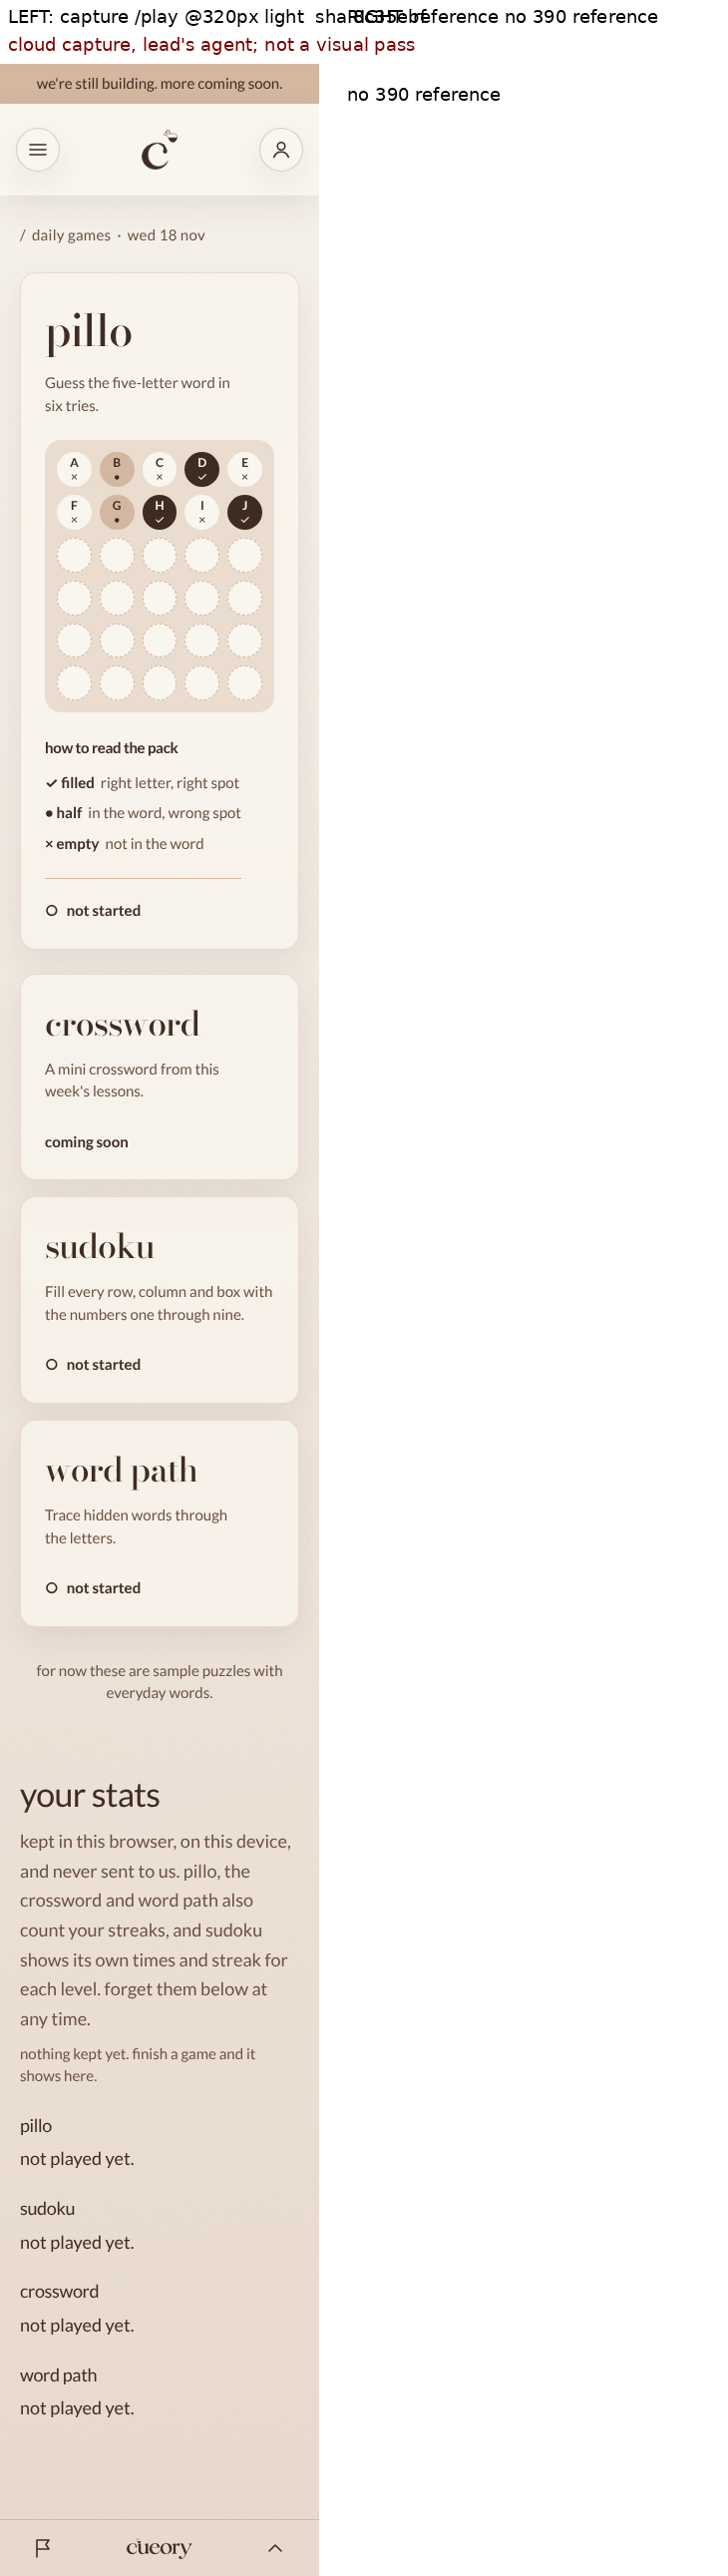 LEFT: capture /play @320px light
RIGHT: reference no 390 reference
cloud capture, lead's agent; not a visual pass
no 390 reference
we're still building. more coming soon.
/ daily games · wed 18 nov
pillo
Guess the five-letter word in
six tries.
A B C D E
× ● × ✓ ×
F G H I J
× ● ✓ × ✓
how to read the pack
✓ filled right letter, right spot
● half in the word, wrong spot
× empty not in the word
not started
crossword
A mini crossword from this
week's lessons.
coming soon
sudoku
Fill every row, column and box with
the numbers one through nine.
not started
word path
Trace hidden words through
the letters.
not started
for now these are sample puzzles with
everyday words.
your stats
kept in this browser, on this device,
and never sent to us. pillo, the
crossword and word path also
count your streaks, and sudoku
shows its own times and streak for
each level. forget them below at
any time.
nothing kept yet. finish a game and it
shows here.
pillo
not played yet.
sudoku
not played yet.
crossword
not played yet.
word path
not played yet.
cueory